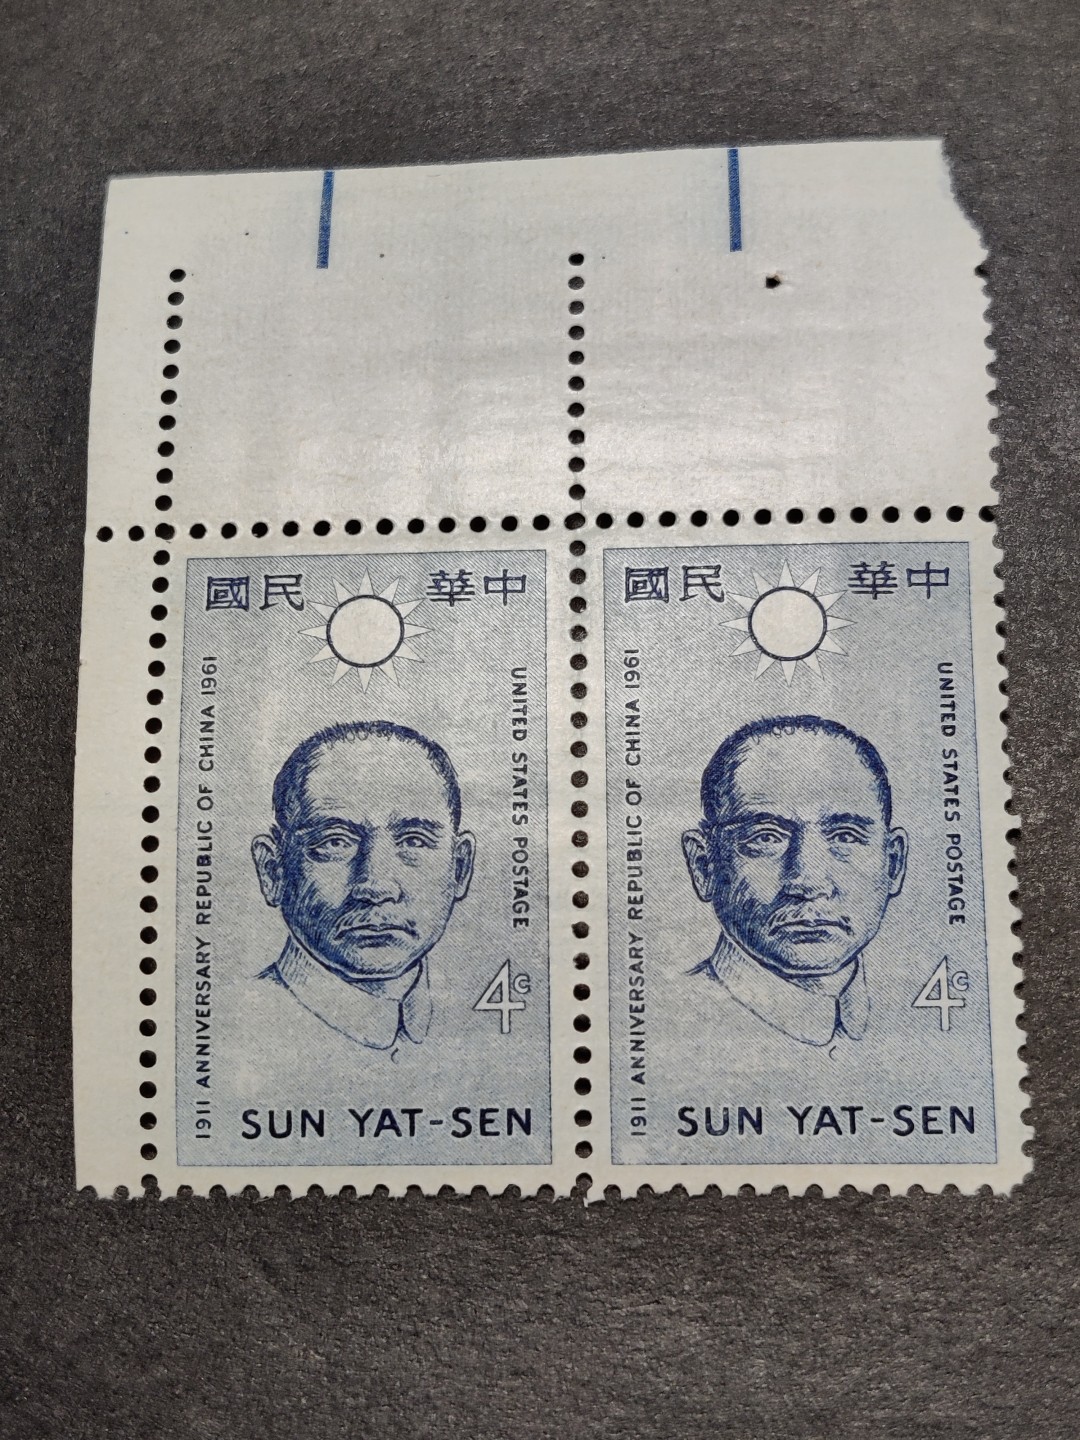 國民 華中
1911 ANNIVERSARY REPUBLIC OF CHINA 1961
UNITED STATES POSTAGE
4c
SUN YAT-SEN
國民 華中
1911 ANNIVERSARY REPUBLIC OF CHINA 1961
UNITED STATES POSTAGE
4c
SUN YAT-SEN